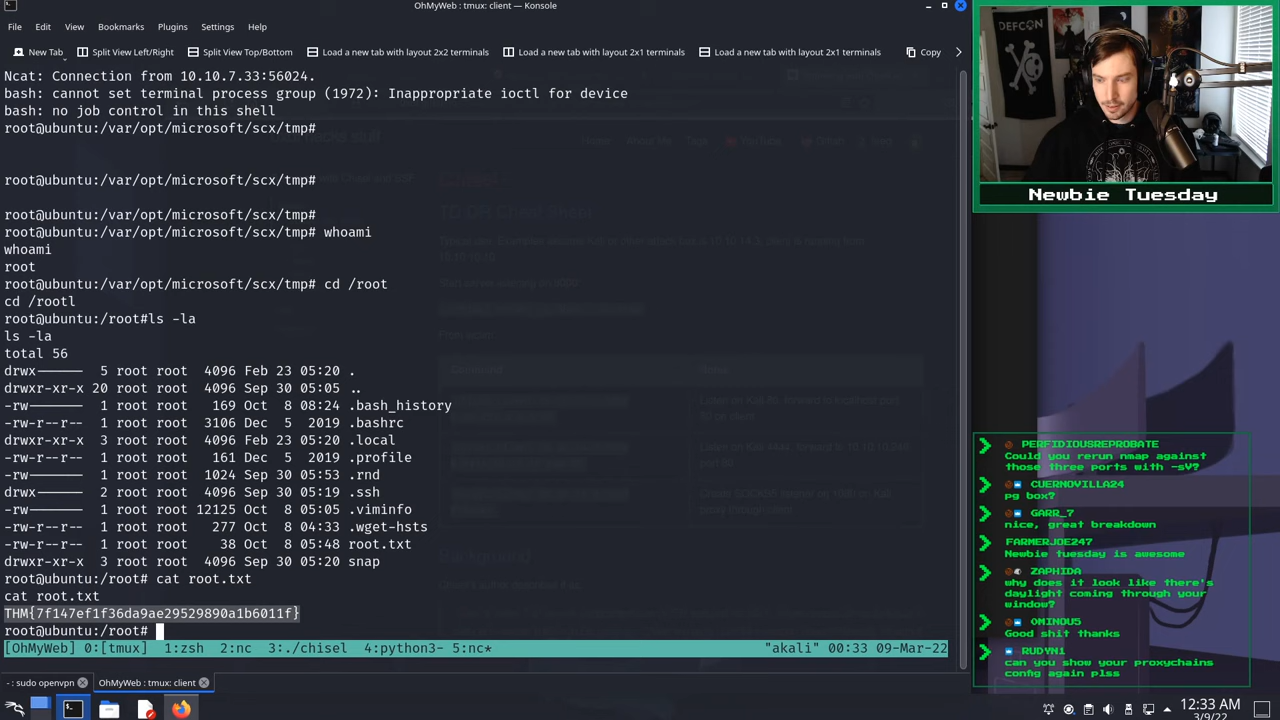 OhMyWeb : tmux: client — Konsole
File Edit View Bookmarks Plugins Settings Help
New Tab Split View Left/Right Split View Top/Bottom Load a new tab with layout 2x2 terminals Load a new tab with layout 2x1 terminals Load a new tab with layout 2x1 terminals Copy
Ncat: Connection from 10.10.7.33:56024.
bash: cannot set terminal process group (1972): Inappropriate ioctl for device
bash: no job control in this shell
root@ubuntu:/var/opt/microsoft/scx/tmp#
root@ubuntu:/var/opt/microsoft/scx/tmp#
root@ubuntu:/var/opt/microsoft/scx/tmp#
root@ubuntu:/var/opt/microsoft/scx/tmp# whoami
whoami
root
root@ubuntu:/var/opt/microsoft/scx/tmp# cd /root
cd /rootl
root@ubuntu:/root#ls -la
ls -la
total 56
drwx—————— 5 root root 4096 Feb 23 05:20 .
drwxr-xr-x 20 root root 4096 Sep 30 05:05 ..
-rw——————— 1 root root 169 Oct 8 08:24 .bash_history
-rw-r--r-- 1 root root 3106 Dec 5 2019 .bashrc
drwxr-xr-x 3 root root 4096 Feb 23 05:20 .local
-rw-r--r-- 1 root root 161 Dec 5 2019 .profile
-rw——————— 1 root root 1024 Sep 30 05:52 .rnd
drwx—————— 2 root root 4096 Sep 30 05:19 .ssh
-rw——————— 1 root root 12125 Oct 8 05:05 .viminfo
-rw-r--r-- 1 root root 277 Oct 8 04:33 .wget-hsts
-rw-r--r-- 1 root root 38 Oct 8 05:48 root.txt
drwxr-xr-x 3 root root 4096 Sep 30 05:20 snap
root@ubuntu:/root# cat root.txt
cat root.txt
THM{7f147ef1f36da9ae29529890a1b6011f}
root@ubuntu:/root#
[OhMyWeb] 0:[tmux] 1:zsh 2:nc 3:./chisel 4:python3- 5:nc* "akali" 00:33 09-Mar-22
- : sudo openvpn OhMyWeb : tmux: client
DEFCON
Newbie Tuesday
PERFIDIOUSREPROBATE
Could you rerun nmap against
those three ports with -sV?
CUERNOVILLA24
pg box?
GARR_7
nice, great breakdown
FARMERJOE247
Newbie tuesday is awesome
ZAPHIDA
why does it look like there's
daylight coming through your
window?
0MINOU5
Good shit thanks
RUDYN1
can you show your proxychains
config again plss
12:33 AM
3/9/22